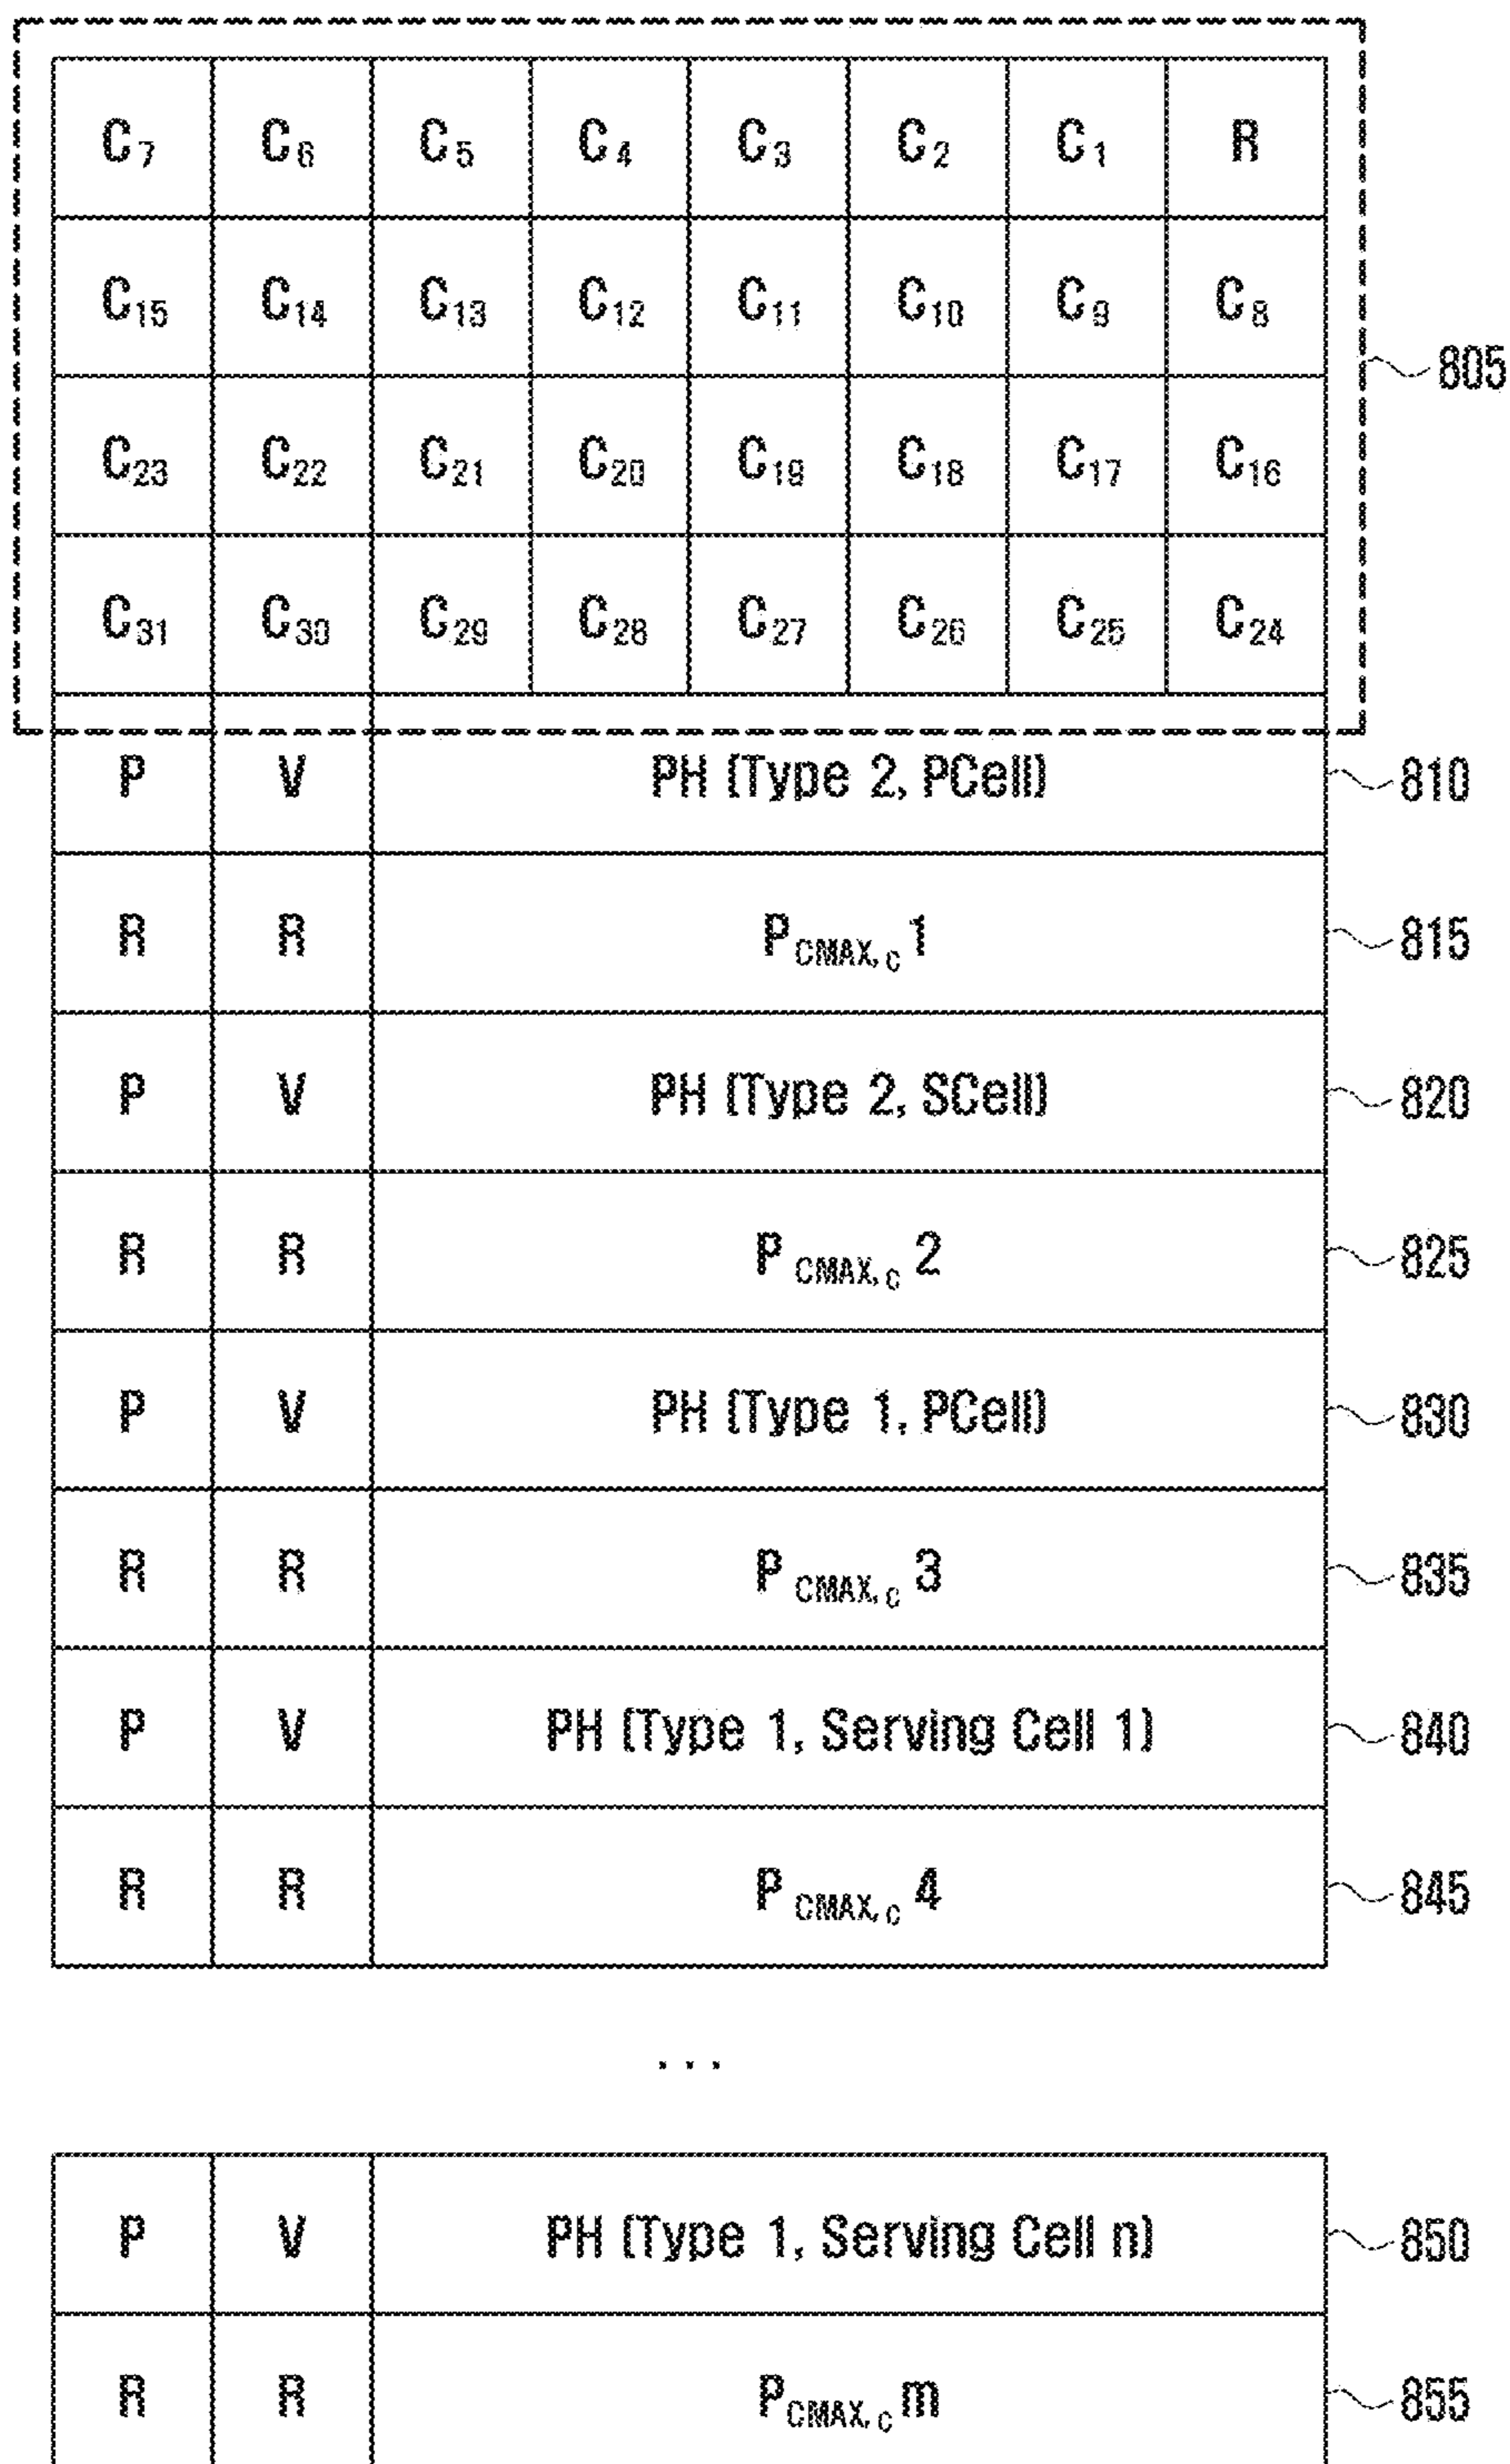 C7 C6 C5 C4 C3 C2 C1 R
C15 C14 C13 C12 C11 C10 C9 C8
805
C23 C22 C21 C20 C19 C18 C17 C16
C31 C30 C29 C28 C27 C26 C25 C24
P V PH (Type 2, PCell) 810
R R PCMAX,c 1 815
P V PH (Type 2, SCell) 820
R R PCMAX,c 2 825
P V PH (Type 1, PCell) 830
R R PCMAX,c 3 835
P V PH (Type 1, Serving Cell 1) 840
R R PCMAX,c 4 845
...
P V PH (Type 1, Serving Cell n) 850
R R PCMAX,c m 855